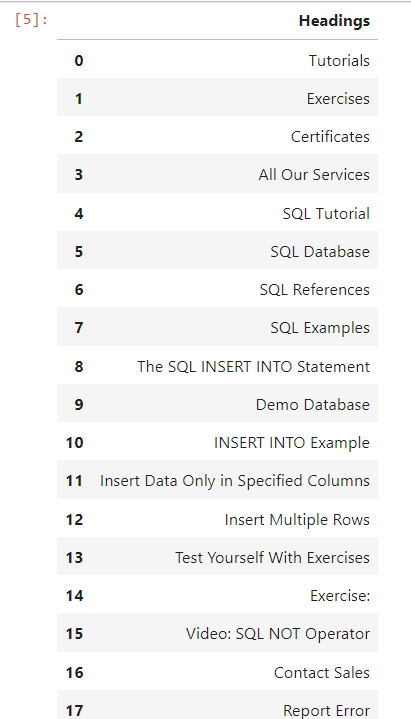 [5]: Headings
0 Tutorials
1 Exercises
2 Certificates
3 All Our Services
4 SQL Tutorial
5 SQL Database
6 SQL References
7 SQL Examples
8 The SQL INSERT INTO Statement
9 Demo Database
10 INSERT INTO Example
11 Insert Data Only in Specified Columns
12 Insert Multiple Rows
13 Test Yourself With Exercises
14 Exercise:
15 Video: SQL NOT Operator
16 Contact Sales
17 Report Error